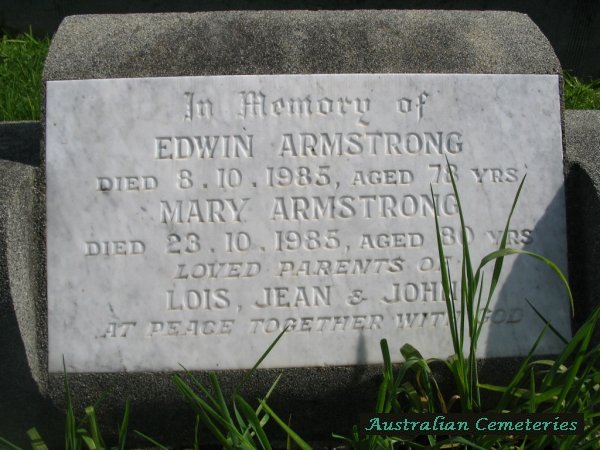 In Memory of
EDWIN ARMSTRONG
DIED 8.10.1985, AGED 78 YRS
MARY ARMSTRONG
DIED 23.10.1985, AGED 80 YRS
LOVED PARENTS OF
LOIS, JEAN & JOHN
AT PEACE TOGETHER WITH GOD
Australian Cemeteries